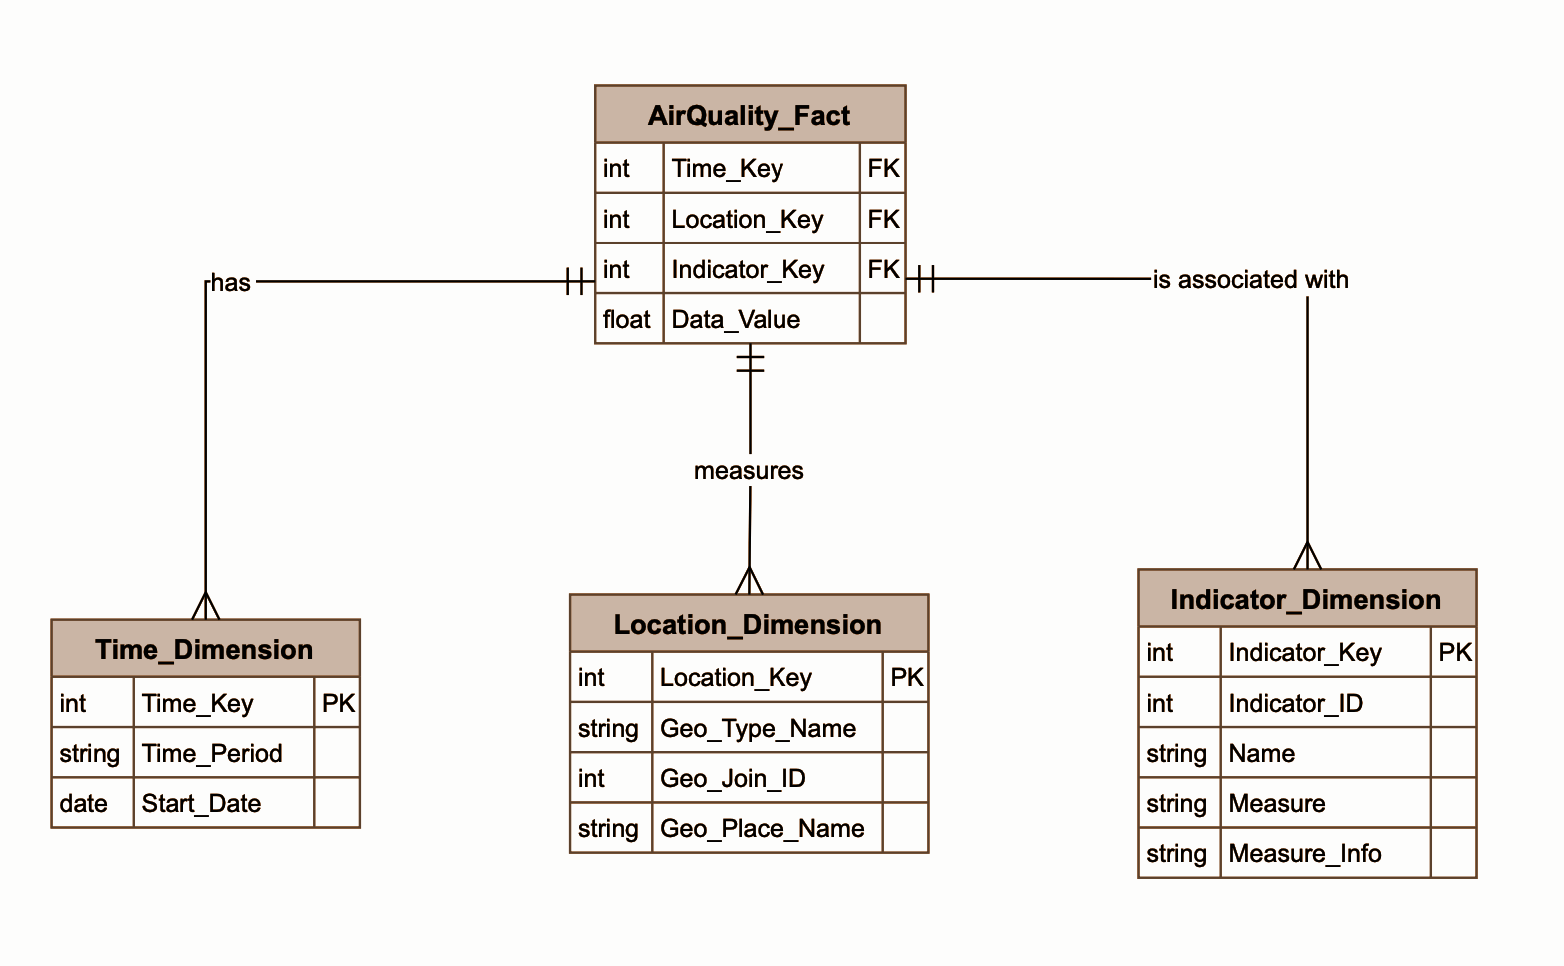 AirQuality_Fact
int Time_Key FK
int Location_Key FK
int Indicator_Key FK
float Data_Value
has
is associated with
measures
Time_Dimension
int Time_Key PK
string Time_Period
date Start_Date
Location_Dimension
int Location_Key PK
string Geo_Type_Name
int Geo_Join_ID
string Geo_Place_Name
Indicator_Dimension
int Indicator_Key PK
int Indicator_ID
string Name
string Measure
string Measure_Info